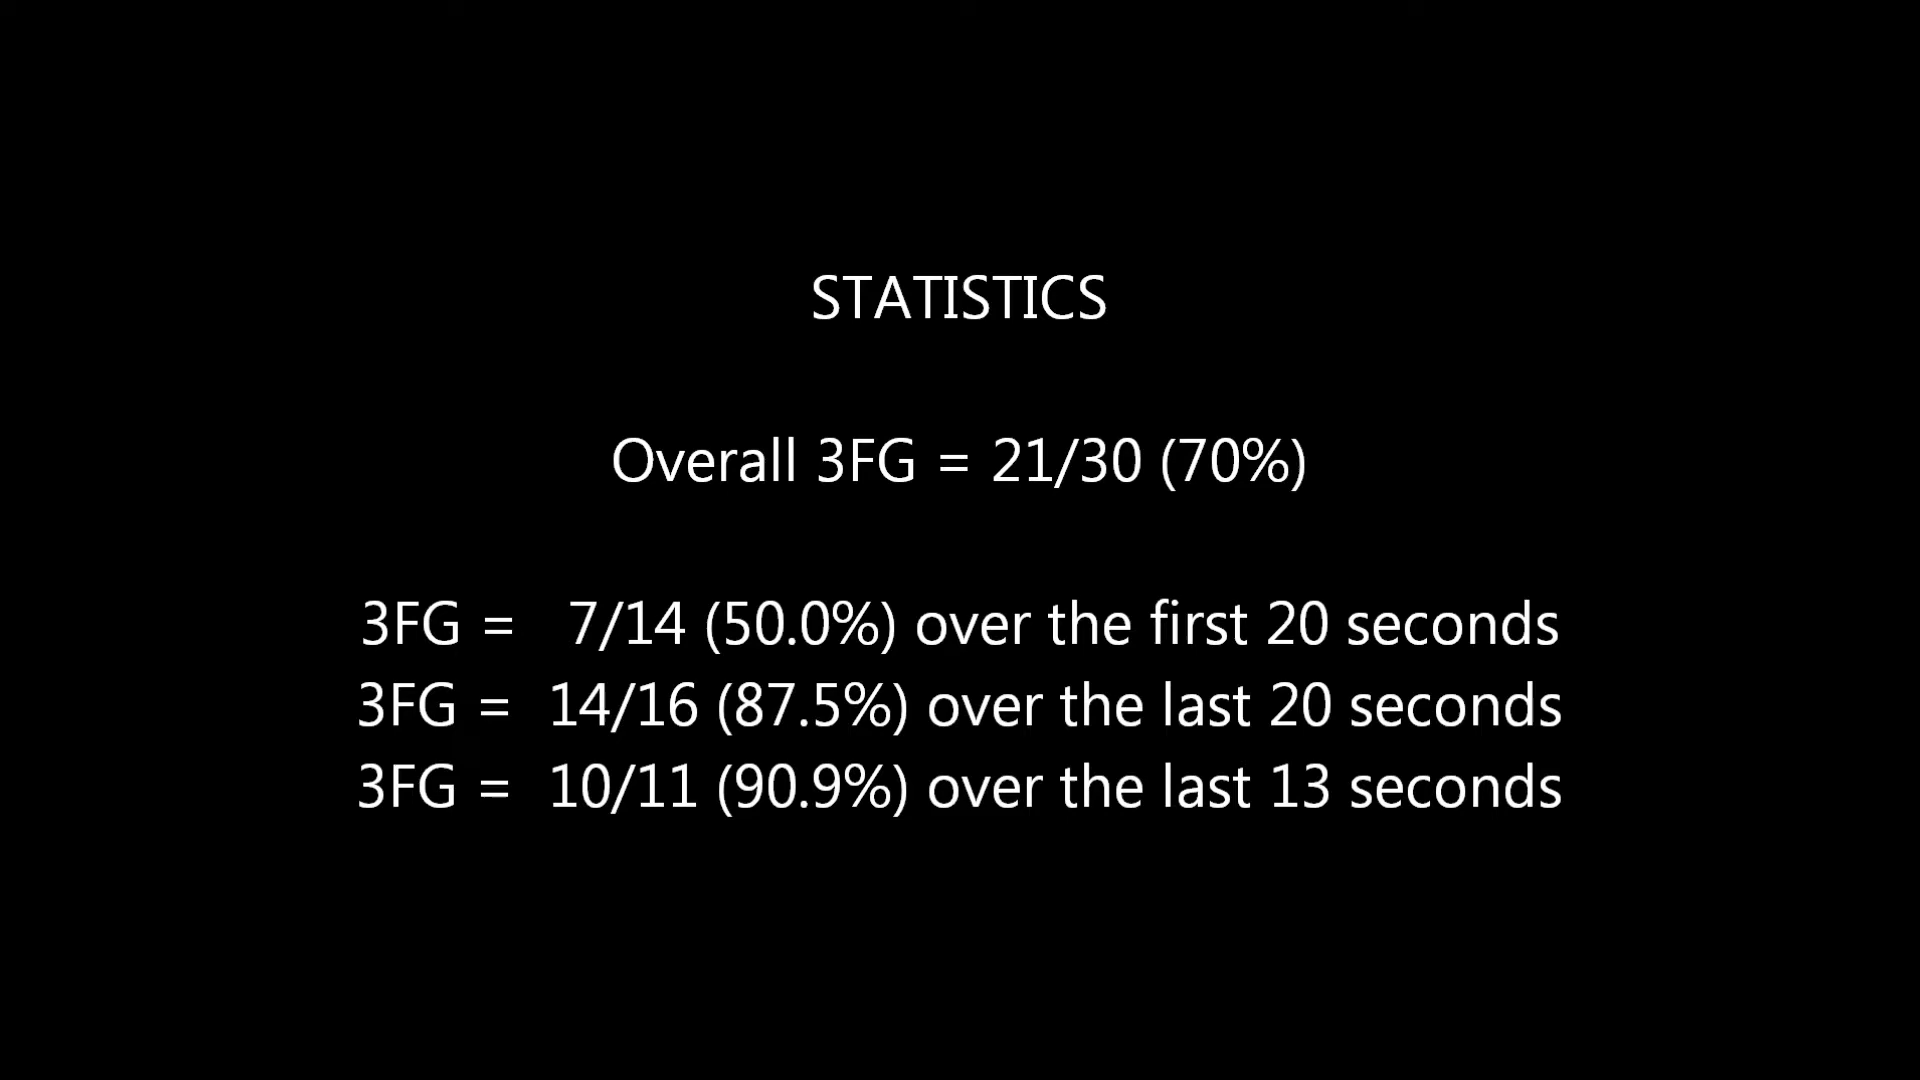 STATISTICS
Overall 3FG = 21/30 (70%)
3FG = 7/14 (50.0%) over the first 20 seconds
3FG = 14/16 (87.5%) over the last 20 seconds
3FG = 10/11 (90.9%) over the last 13 seconds